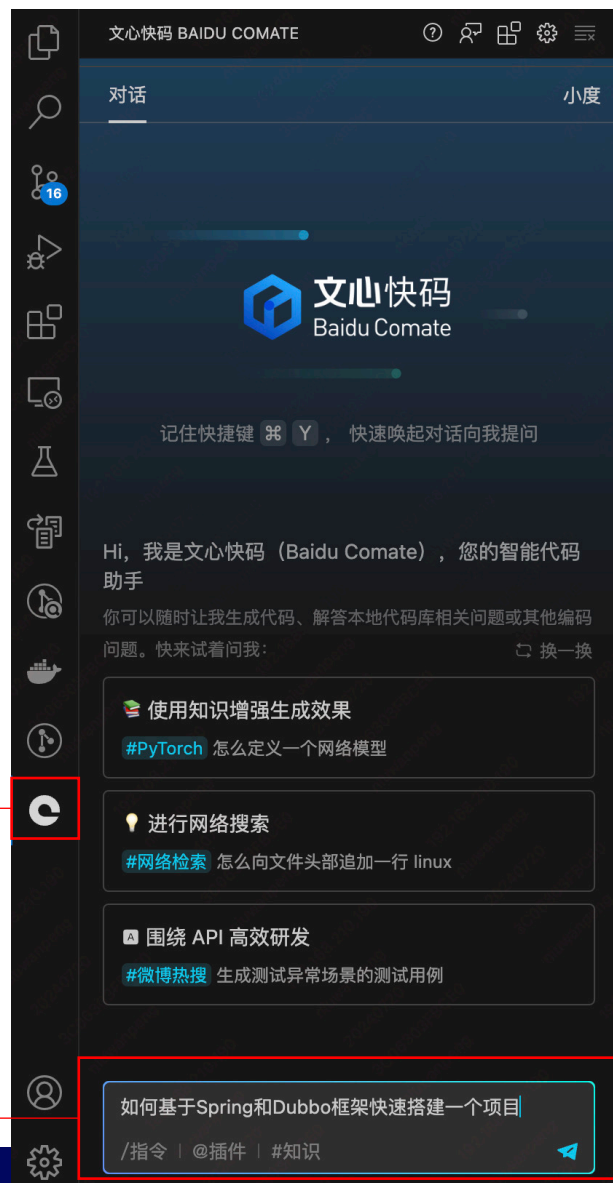 文心快码 BAIDU COMATE
对话 小度
16
文心快码
Baidu Comate
记住快捷键 ⌘ Y ， 快速唤起对话向我提问
Hi，我是文心快码（Baidu Comate），您的智能代码
助手
你可以随时让我生成代码、解答本地代码库相关问题或其他编码
问题。快来试着问我： 换一换
使用知识增强生成效果
#PyTorch 怎么定义一个网络模型
进行网络搜索
#网络检索 怎么向文件头部追加一行 linux
A 围绕 API 高效研发
#微博热搜 生成测试异常场景的测试用例
如何基于Spring和Dubbo框架快速搭建一个项目
/指令 | @插件 | #知识